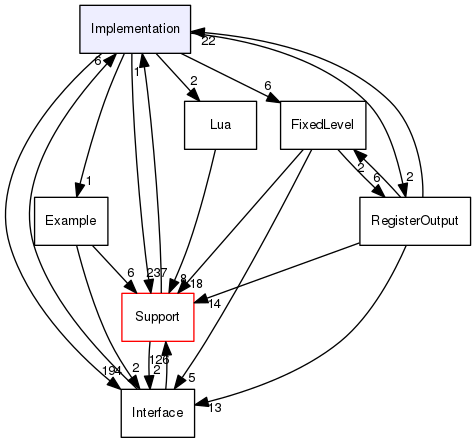 Implementation
22
6
1
2
6
Lua
FixedLevel
2
6
2
1
Example
RegisterOutput
6
237
8
18
14
Support
126
2
194
2
5
13
Interface